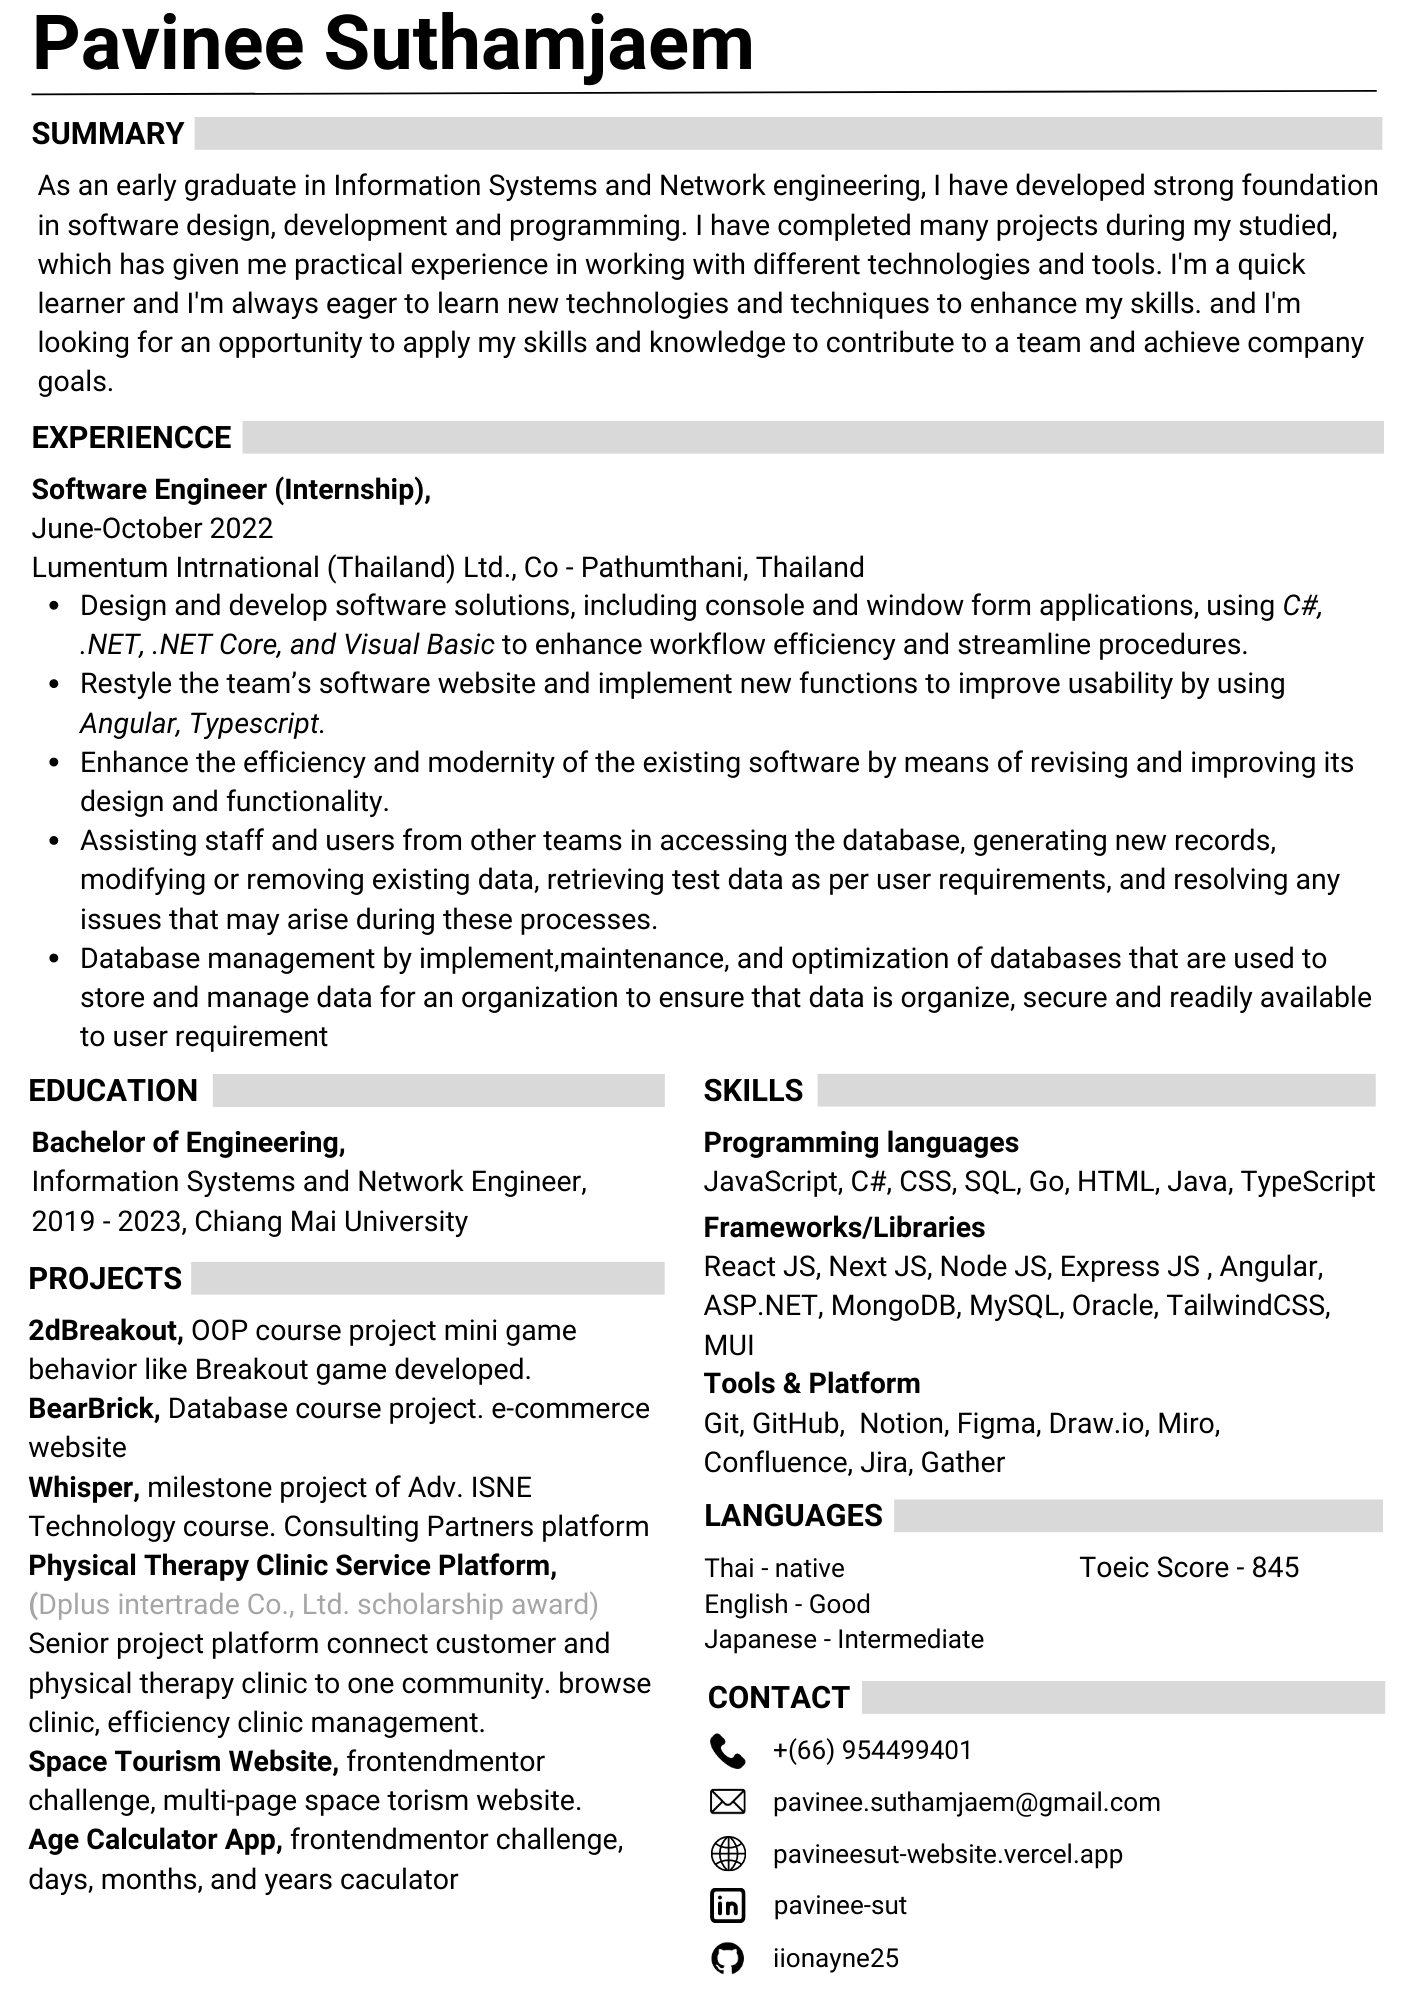 Pavinee Suthamjaem
SUMMARY
As an early graduate in Information Systems and Network engineering, I have developed strong foundation
in software design, development and programming. I have completed many projects during my studied,
which has given me practical experience in working with different technologies and tools. I'm a quick
learner and I'm always eager to learn new technologies and techniques to enhance my skills. and I'm
looking for an opportunity to apply my skills and knowledge to contribute to a team and achieve company
goals.
EXPERIENCCE
Software Engineer (Internship),
June-October 2022
Lumentum Intrnational (Thailand) Ltd., Co - Pathumthani, Thailand
• Design and develop software solutions, including console and window form applications, using C#,
.NET, .NET Core, and Visual Basic to enhance workflow efficiency and streamline procedures.
• Restyle the team’s software website and implement new functions to improve usability by using
Angular, Typescript.
• Enhance the efficiency and modernity of the existing software by means of revising and improving its
design and functionality.
• Assisting staff and users from other teams in accessing the database, generating new records,
modifying or removing existing data, retrieving test data as per user requirements, and resolving any
issues that may arise during these processes.
• Database management by implement,maintenance, and optimization of databases that are used to
store and manage data for an organization to ensure that data is organize, secure and readily available
to user requirement
EDUCATION
Bachelor of Engineering,
Information Systems and Network Engineer,
2019 - 2023, Chiang Mai University
PROJECTS
2dBreakout, OOP course project mini game
behavior like Breakout game developed.
BearBrick, Database course project. e-commerce
website
Whisper, milestone project of Adv. ISNE
Technology course. Consulting Partners platform
Physical Therapy Clinic Service Platform,
(Dplus intertrade Co., Ltd. scholarship award)
Senior project platform connect customer and
physical therapy clinic to one community. browse
clinic, efficiency clinic management.
Space Tourism Website, frontendmentor
challenge, multi-page space torism website.
Age Calculator App, frontendmentor challenge,
days, months, and years caculator
SKILLS
Programming languages
JavaScript, C#, CSS, SQL, Go, HTML, Java, TypeScript
Frameworks/Libraries
React JS, Next JS, Node JS, Express JS , Angular,
ASP.NET, MongoDB, MySQL, Oracle, TailwindCSS,
MUI
Tools & Platform
Git, GitHub,  Notion, Figma, Draw.io, Miro,
Confluence, Jira, Gather
LANGUAGES
Thai - native
English - Good
Japanese - Intermediate
Toeic Score - 845
CONTACT
+(66) 954499401
pavinee.suthamjaem@gmail.com
pavineesut-website.vercel.app
pavinee-sut
iionayne25